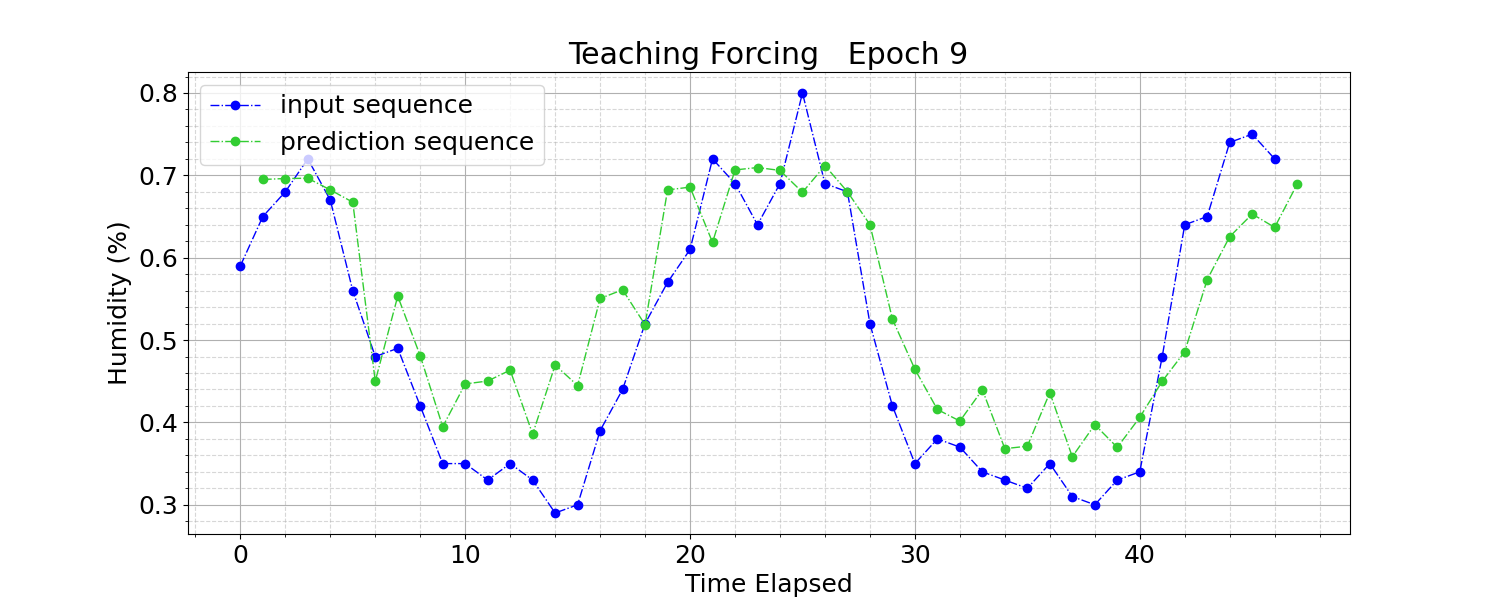 Teaching Forcing   Epoch 9
input sequence
prediction sequence
Humidity (%)
0.8
0.7
0.6
0.5
0.4
0.3
0 10 20 30 40
Time Elapsed